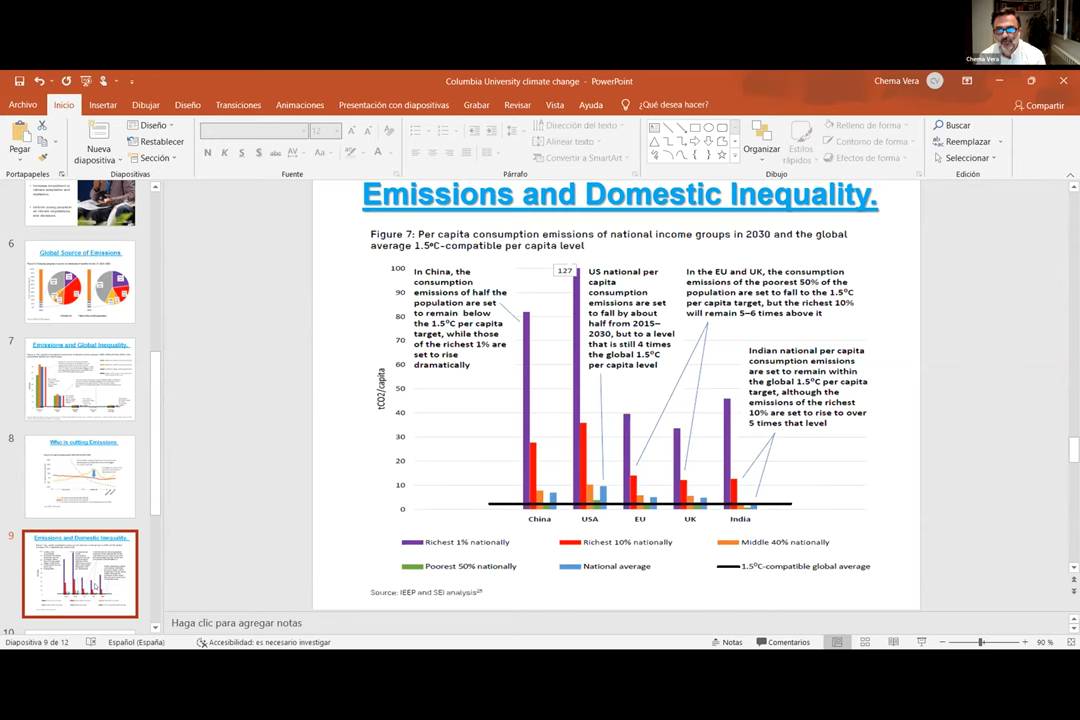 Chema Vera
Columbia University climate change - PowerPoint
Chema Vera
CV
Archivo
Inicio
Insertar
Dibujar
Diseño
Transiciones
Animaciones
Presentación con diapositivas
Grabar
Revisar
Vista
Ayuda
¿Qué desea hacer?
Compartir
Pegar
Nueva
diapositiva
Diseño
Restablecer
Sección
12
N K S S abc AV Aa A
Dirección del texto
Alinear texto
Convertir a SmartArt
Organizar
Estilos
rápidos
Relleno de forma
Contorno de forma
Efectos de forma
Buscar
Reemplazar
Seleccionar
Portapapeles
Diapositivas
Fuente
Párrafo
Dibujo
Edición
6
Global Source of Emissions
7
Emissions and Global Inequality.
8
Who is cutting Emissions
9
Emissions and Domestic Inequality.
10
Emissions and Domestic Inequality.
Figure 7: Per capita consumption emissions of national income groups in 2030 and the global
average 1.5ºC-compatible per capita level
tCO2/capita
100
90
80
70
60
50
40
30
20
10
0
127
In China, the
consumption
emissions of half the
population are set
to remain below
the 1.5ºC per capita
target, while those
of the richest 1% are
set to rise
dramatically
US national per
capita
consumption
emissions are set
to fall by about
half from 2015–
2030, but to a level
that is still 4 times
the global 1.5ºC
per capita level
In the EU and UK, the consumption
emissions of the poorest 50% of the
population are set to fall to the 1.5ºC
per capita target, but the richest 10%
will remain 5–6 times above it
Indian national per capita
consumption emissions
are set to remain within
the global 1.5ºC per capita
target, although the
emissions of the richest
10% are set to rise to over
5 times that level
China
USA
EU
UK
India
Richest 1% nationally
Richest 10% nationally
Middle 40% nationally
Poorest 50% nationally
National average
1.5ºC-compatible global average
Source: IEEP and SEI analysis
Haga clic para agregar notas
Diapositiva 9 de 12
Español (España)
Accesibilidad: es necesario investigar
Notas
Comentarios
90 %